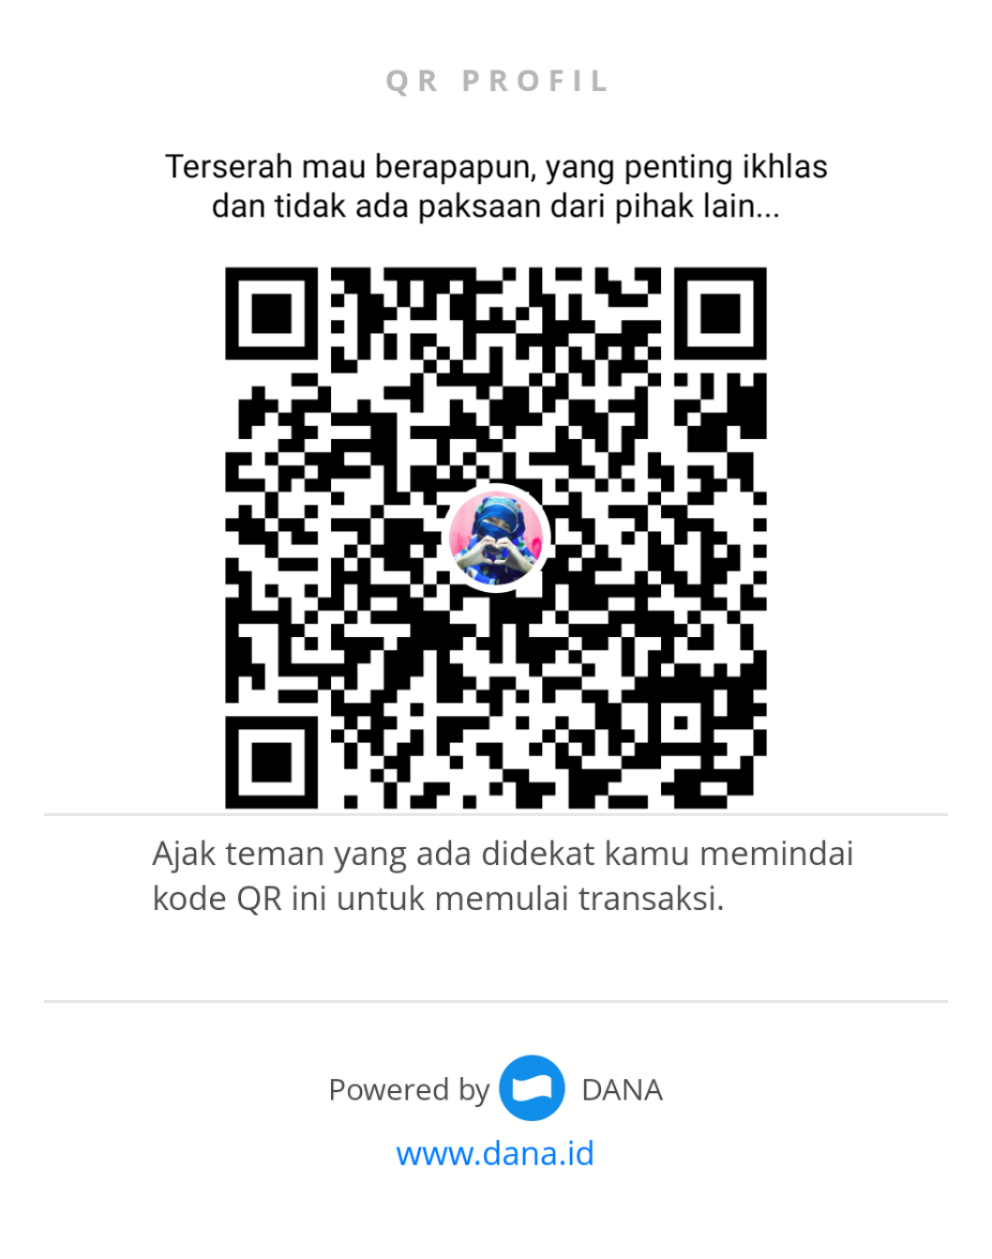 QR PROFIL
Terserah mau berapapun, yang penting ikhlas
dan tidak ada paksaan dari pihak lain...
Ajak teman yang ada didekat kamu memindai
kode QR ini untuk memulai transaksi.
Powered by DANA
www.dana.id